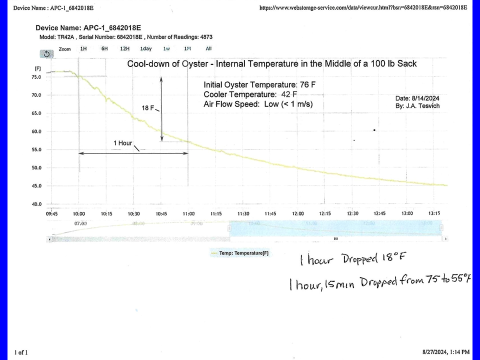 Device Name : APC-1_6842018E
https://www.webstorage-service.com/data/viewcur.html?bsr=6842018E&mr=6842018E
Device Name: APC-1_6842018E
Model: TR42A , Serial Number: 6842018E , Number of Readings: 4873
Zoom 1H 6H 12H 1day 1w 1M All
[F]
Cool-down of Oyster - Internal Temperature in the Middle of a 100 lb Sack
75.0
70.0
65.0
60.0
55.0
50.0
45.0
40.0
Initial Oyster Temperature: 76 F
Cooler Temperature: 42 F
Air Flow Speed: Low (< 1 m/s)
Date: 8/14/2024
By: J.A. Tesvich
18 F
1 Hour
09:45 10:00 10:15 10:30 10:45 11:00 11:15 11:30 11:45 12:00 12:15 12:30 12:45 13:00 13:15
Temp: Temperature[F]
1 hour Dropped 18°F
1 hour, 15 min Dropped from 75 to 55°F
1 of 1
8/27/2024, 1:14 PM